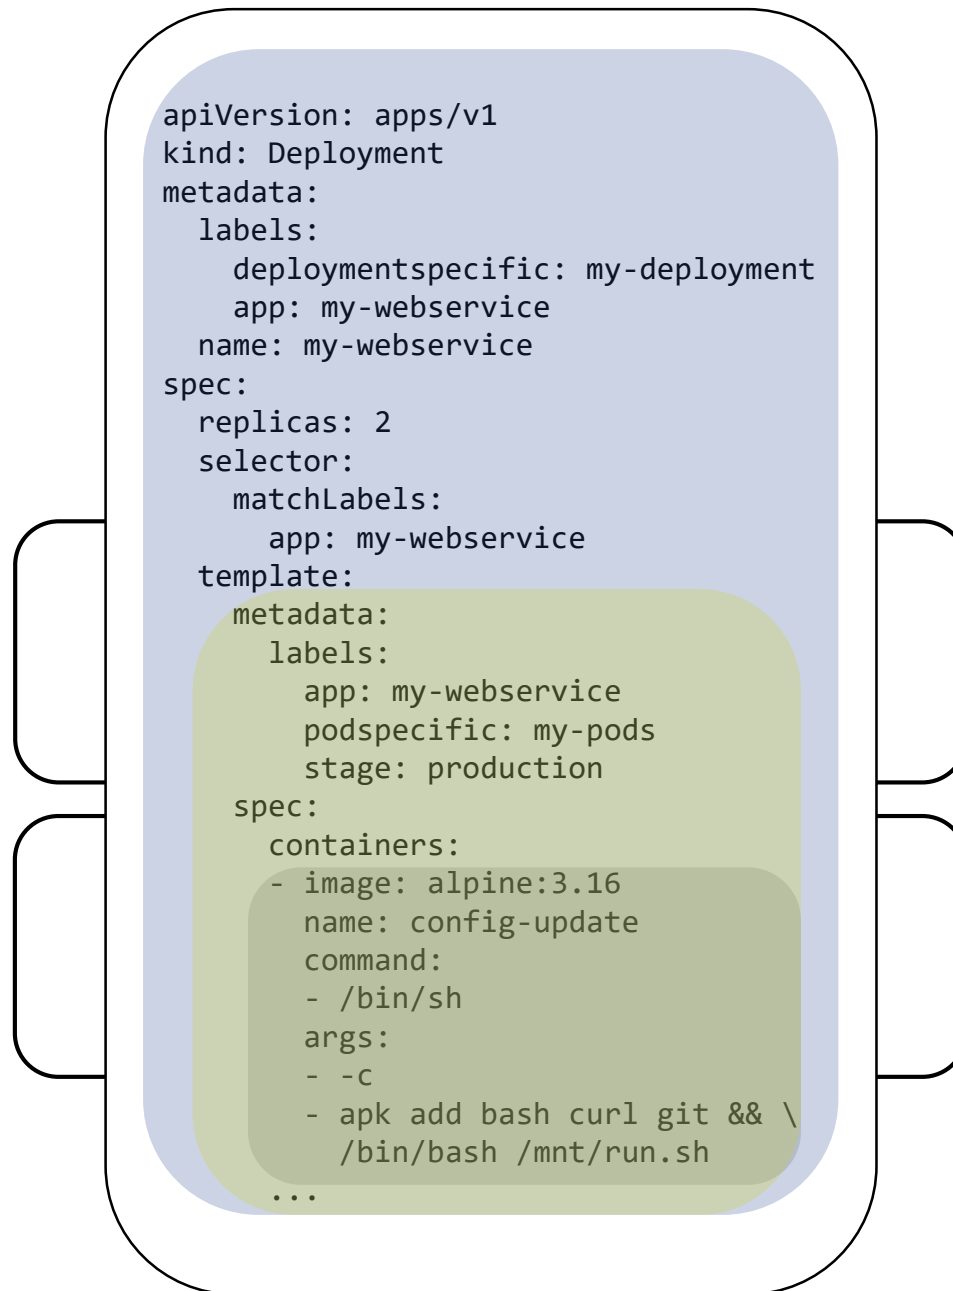 apiVersion: apps/v1
kind: Deployment
metadata:
  labels:
    deploymentspecific: my-deployment
    app: my-webservice
  name: my-webservice
spec:
  replicas: 2
  selector:
    matchLabels:
      app: my-webservice
  template:
    metadata:
      labels:
        app: my-webservice
        podspecific: my-pods
        stage: production
    spec:
      containers:
      - image: alpine:3.16
        name: config-update
        command:
        - /bin/sh
        args:
        - -c
        - apk add bash curl git && \
          /bin/bash /mnt/run.sh
      ...